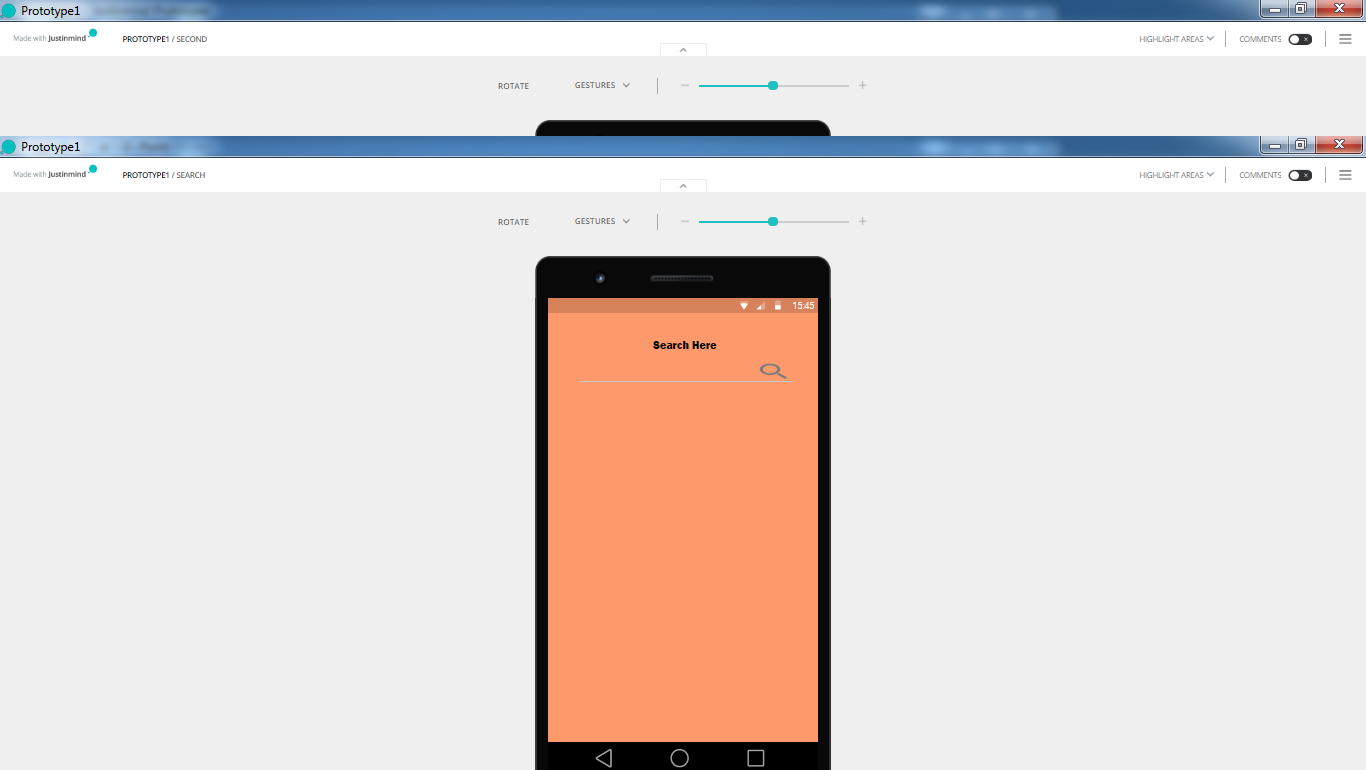 Prototype1
Made with Justinmind
PROTOTYPE1 / SECOND
HIGHLIGHT AREAS
COMMENTS
ROTATE
GESTURES
Prototype1
Made with Justinmind
PROTOTYPE1 / SEARCH
HIGHLIGHT AREAS
COMMENTS
ROTATE
GESTURES
15:45
Search Here